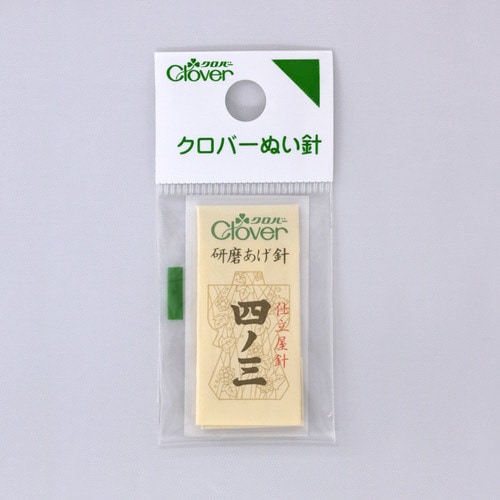 クロバー
Clover
クロバーぬい針
クロバー
Clover
研磨あげ針
四ノ三
仕立屋針